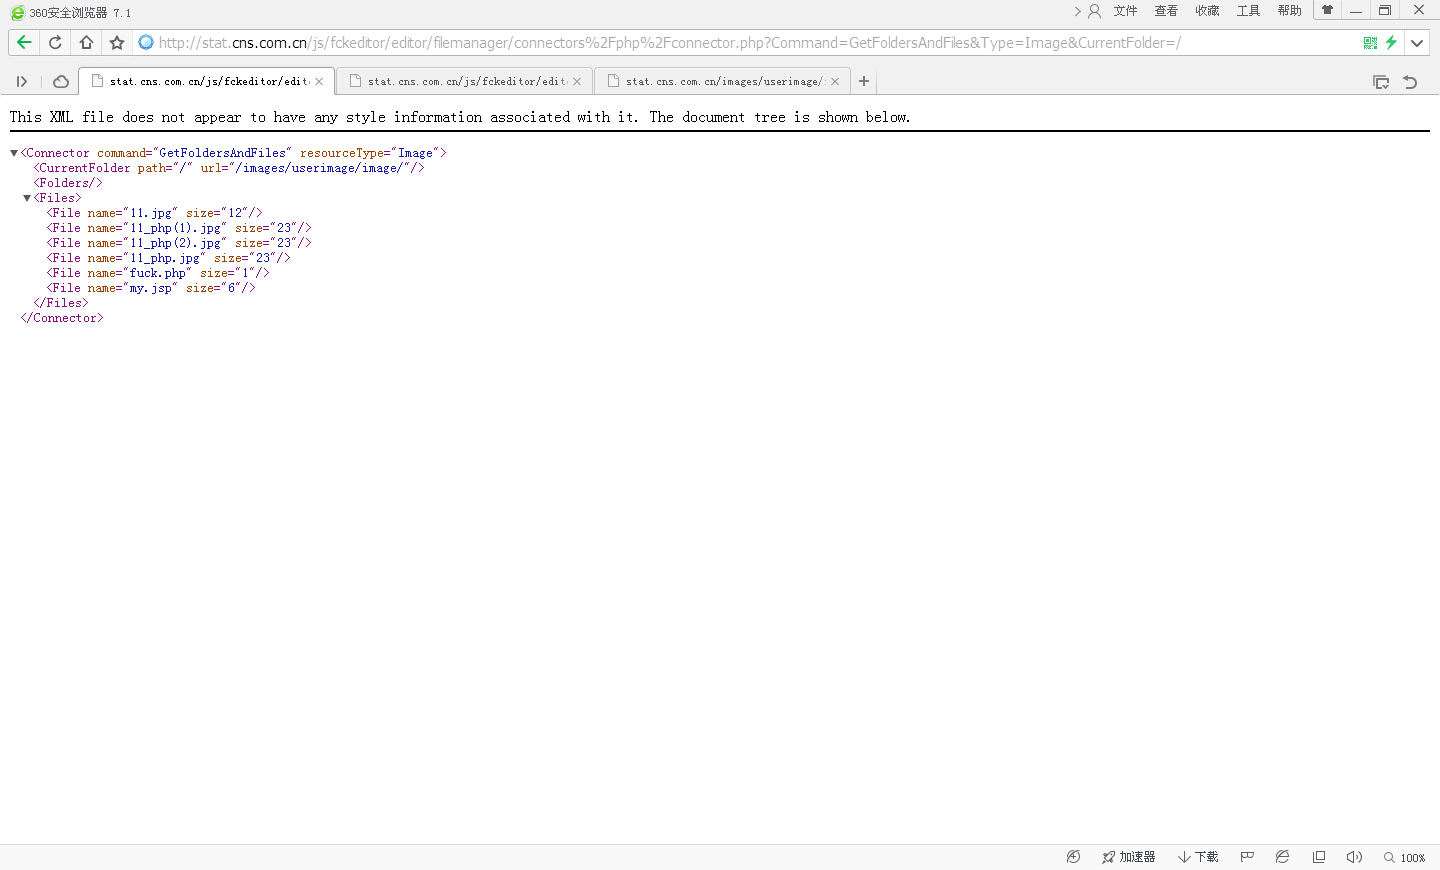 360安全浏览器 7.1
文件 查看 收藏 工具 帮助
http://stat.cns.com.cn/js/fckeditor/editor/filemanager/connectors%2Fphp%2Fconnector.php?Command=GetFoldersAndFiles&Type=Image&CurrentFolder=/
stat.cns.com.cn/js/fckeditor/edit stat.cns.com.cn/js/fckeditor/edit stat.cns.com.cn/images/userimage/
This XML file does not appear to have any style information associated with it. The document tree is shown below.
▼<Connector command="GetFoldersAndFiles" resourceType="Image">
<CurrentFolder path="/" url="/images/userimage/image/"/>
<Folders/>
▼<Files>
<File name="11.jpg" size="12"/>
<File name="11_php(1).jpg" size="23"/>
<File name="11_php(2).jpg" size="23"/>
<File name="11_php.jpg" size="23"/>
<File name="fuck.php" size="1"/>
<File name="my.jsp" size="6"/>
</Files>
</Connector>
加速器 下载 100%